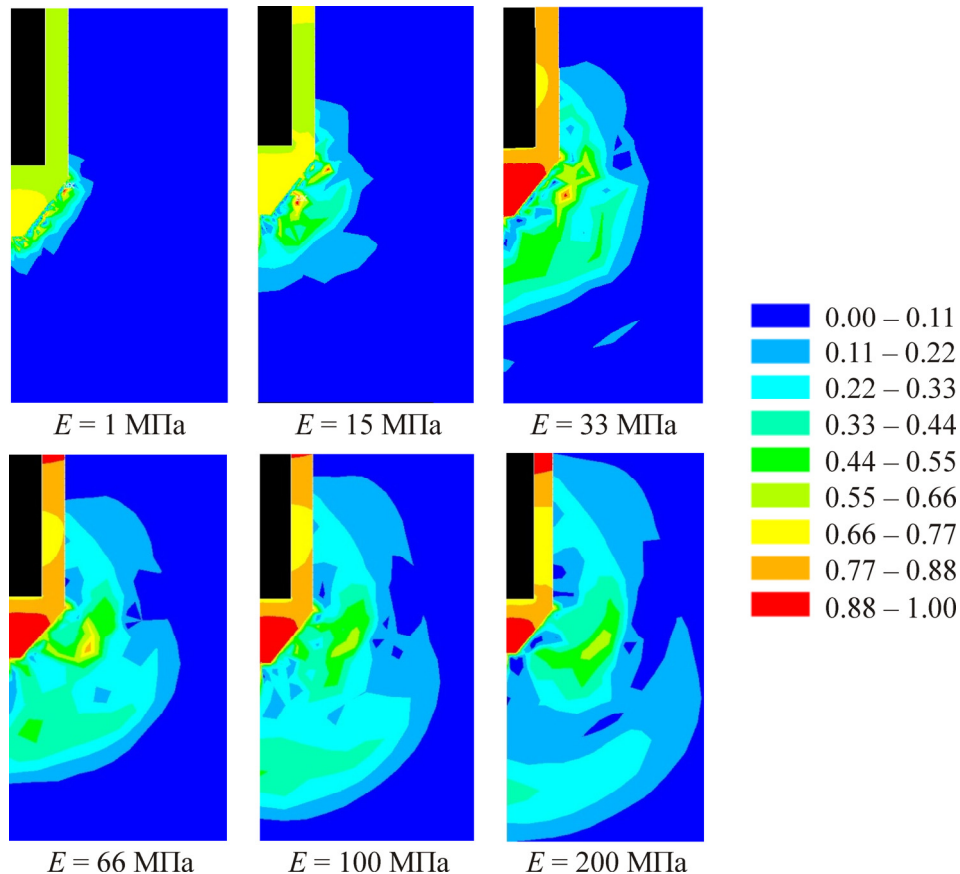 0.00 – 0.11
0.11 – 0.22
0.22 – 0.33
0.33 – 0.44
0.44 – 0.55
0.55 – 0.66
0.66 – 0.77
0.77 – 0.88
0.88 – 1.00
E = 1 МПа
E = 15 МПа
E = 33 МПа
E = 66 МПа
E = 100 МПа
E = 200 МПа